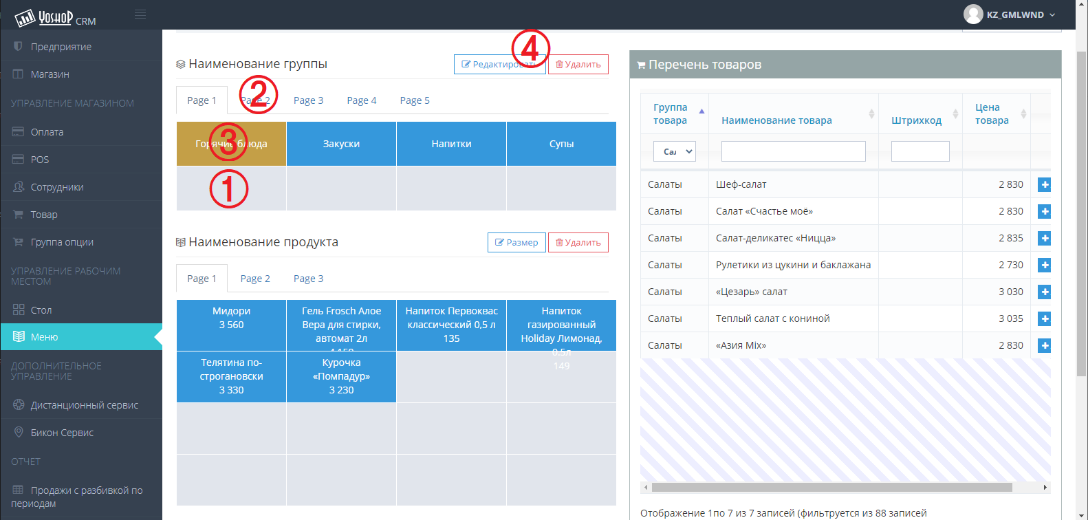 YOSHOP CRM
KZ_GMLWND
Предприятие
Магазин
УПРАВЛЕНИЕ МАГАЗИНОМ
Оплата
POS
Сотрудники
Товар
Группа опции
УПРАВЛЕНИЕ РАБОЧИМ
МЕСТОМ
Стол
Меню
ДОПОЛНИТЕЛЬНОЕ
УПРАВЛЕНИЕ
Дистанционный сервис
Бикон Сервис
ОТЧЕТ
Продажи с разбивкой по
периодам
Наименование группы
④
Редактировать
Удалить
②
Page 1 Page 2 Page 3 Page 4 Page 5
③
Горячие блюда Закуски Напитки Супы
①
Наименование продукта
Размер
Удалить
Page 1 Page 2 Page 3
Мидори
3 560
Гель Frosch Алое
Вера для стирки,
автомат 2л
Напиток Первоквас
классический 0,5 л
135
Напиток
газированный
Holiday Лимонад,
0,5л
149
Телятина по-
строгановски
3 330
Курочка
«Помпадур»
3 230
Перечень товаров
Группа
товара
Наименование товара
Штрихкод
Цена
товара
Салаты Шеф-салат 2 830
Салаты Салат «Счастье моё» 2 830
Салаты Салат-деликатес «Ницца» 2 835
Салаты Рулетики из цукини и баклажана 2 730
Салаты «Цезарь» салат 3 030
Салаты Теплый салат с кониной 3 035
Салаты «Азия Mix» 2 830
Отображение 1по 7 из 7 записей (фильтруется из 88 записей